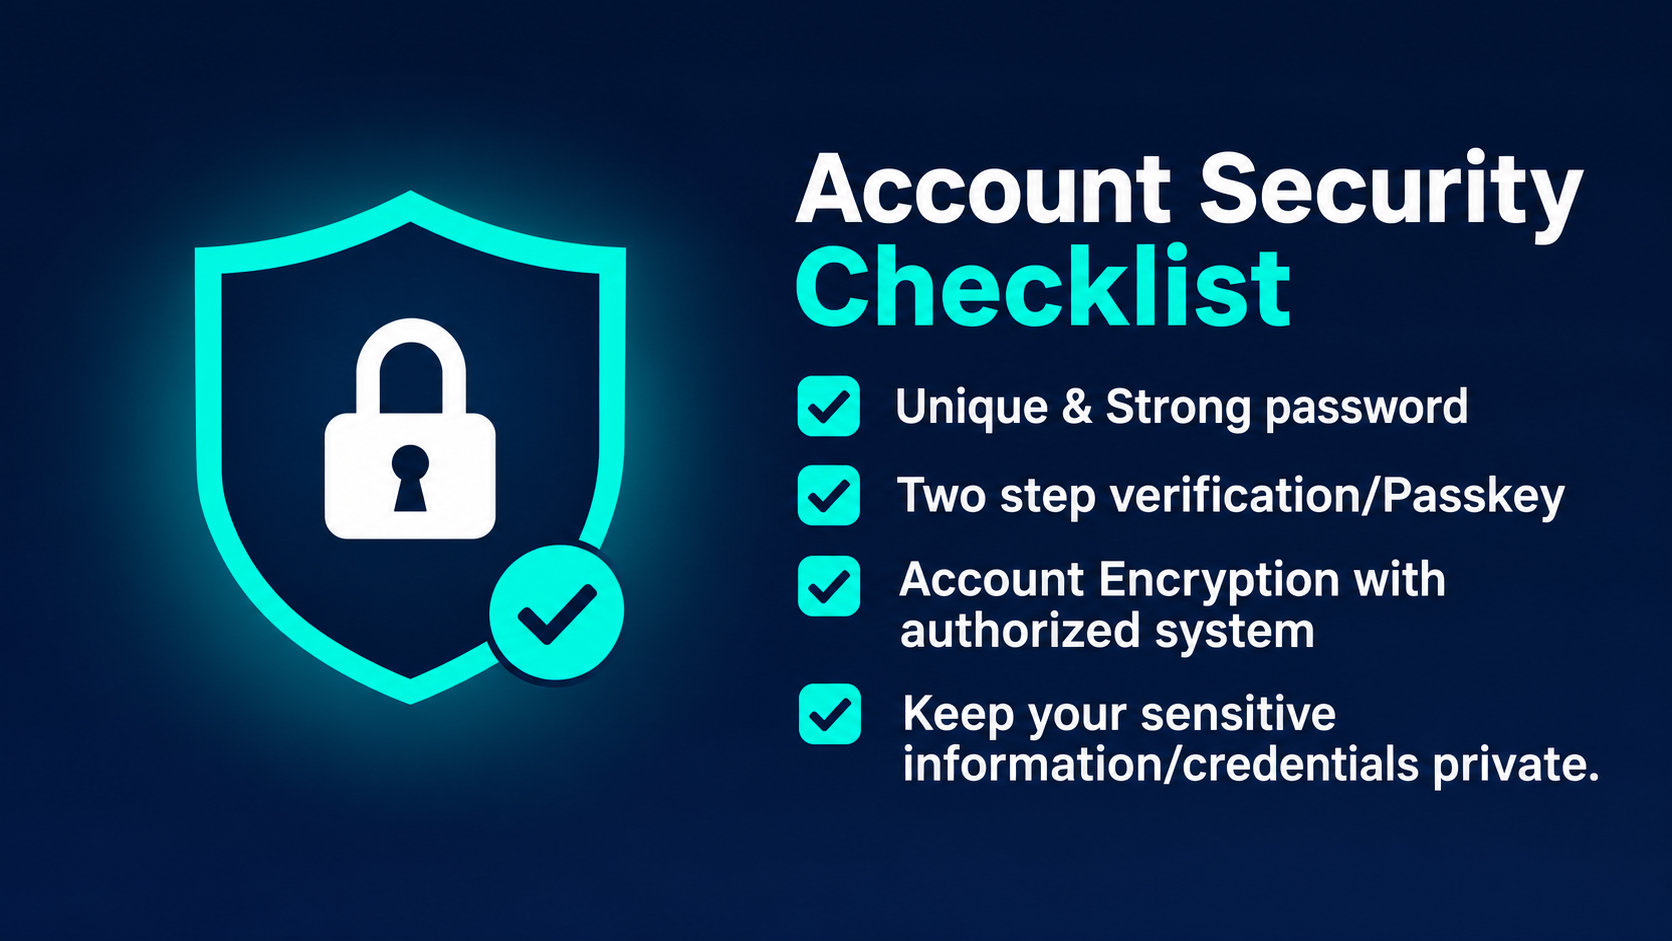 Account Security
Checklist
Unique & Strong password
Two step verification/Passkey
Account Encryption with
authorized system
Keep your sensitive
information/credentials private.